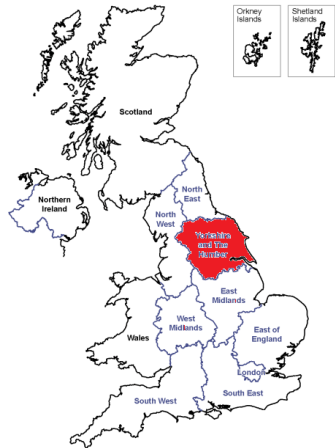 Orkney
Islands
Shetland
Islands
Scotland
North
East
Northern
Ireland
North
West
Yorkshire
and The
Humber
East
Midlands
West
Midlands
Wales
East of
England
London
South East
South West